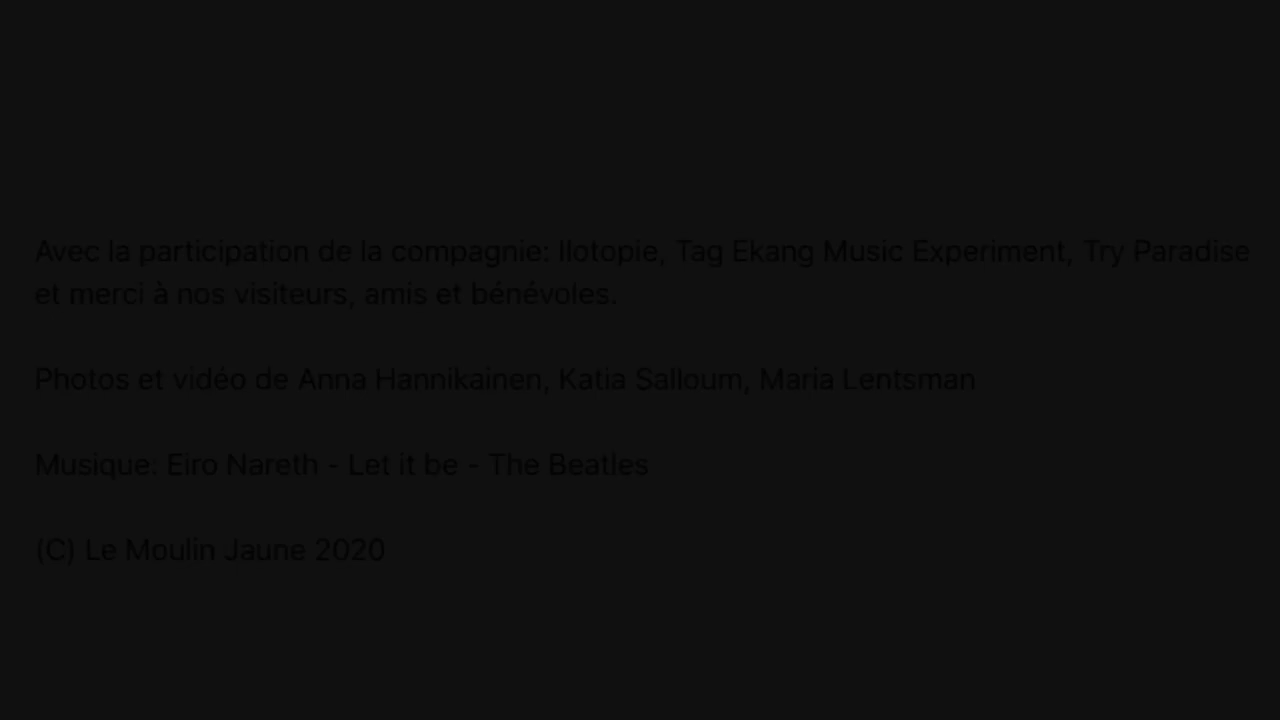 Avec la participation de la compagnie: Ilotopie, Tag Ekang Music Experiment, Try Paradise
et merci à nos visiteurs, amis et bénévoles.
Photos et vidéo de Anna Hannikainen, Katia Salloum, Maria Lentsman
Musique: Eiro Nareth - Let it be - The Beatles
(C) Le Moulin Jaune 2020